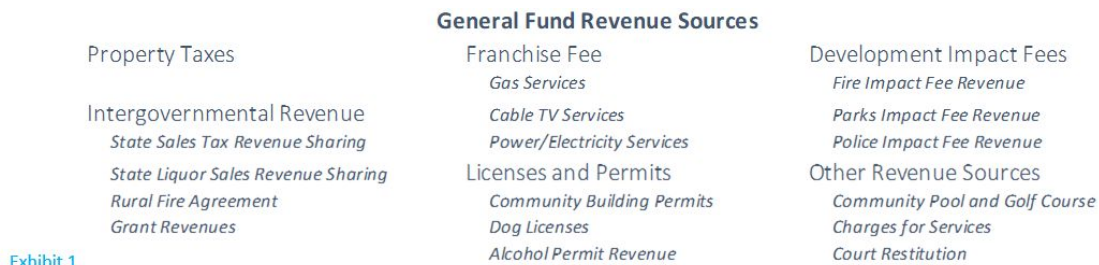 General Fund Revenue Sources
Property Taxes
Intergovernmental Revenue
State Sales Tax Revenue Sharing
State Liquor Sales Revenue Sharing
Rural Fire Agreement
Grant Revenues
Franchise Fee
Gas Services
Cable TV Services
Power/Electricity Services
Licenses and Permits
Community Building Permits
Dog Licenses
Alcohol Permit Revenue
Development Impact Fees
Fire Impact Fee Revenue
Parks Impact Fee Revenue
Police Impact Fee Revenue
Other Revenue Sources
Community Pool and Golf Course
Charges for Services
Court Restitution
Exhibit 1